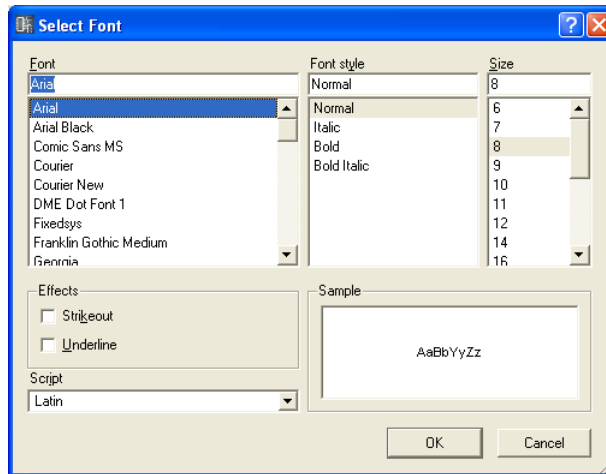 Select Font
Font
Font style
Size
Arial
Normal
8
Arial
Arial Black
Comic Sans MS
Courier
Courier New
DME Dot Font 1
Fixedsys
Franklin Gothic Medium
Georgia
Normal
Italic
Bold
Bold Italic
6
7
8
9
10
11
12
14
16
Effects
Strikeout
Underline
Sample
AaBbYyZz
Script
Latin
OK
Cancel